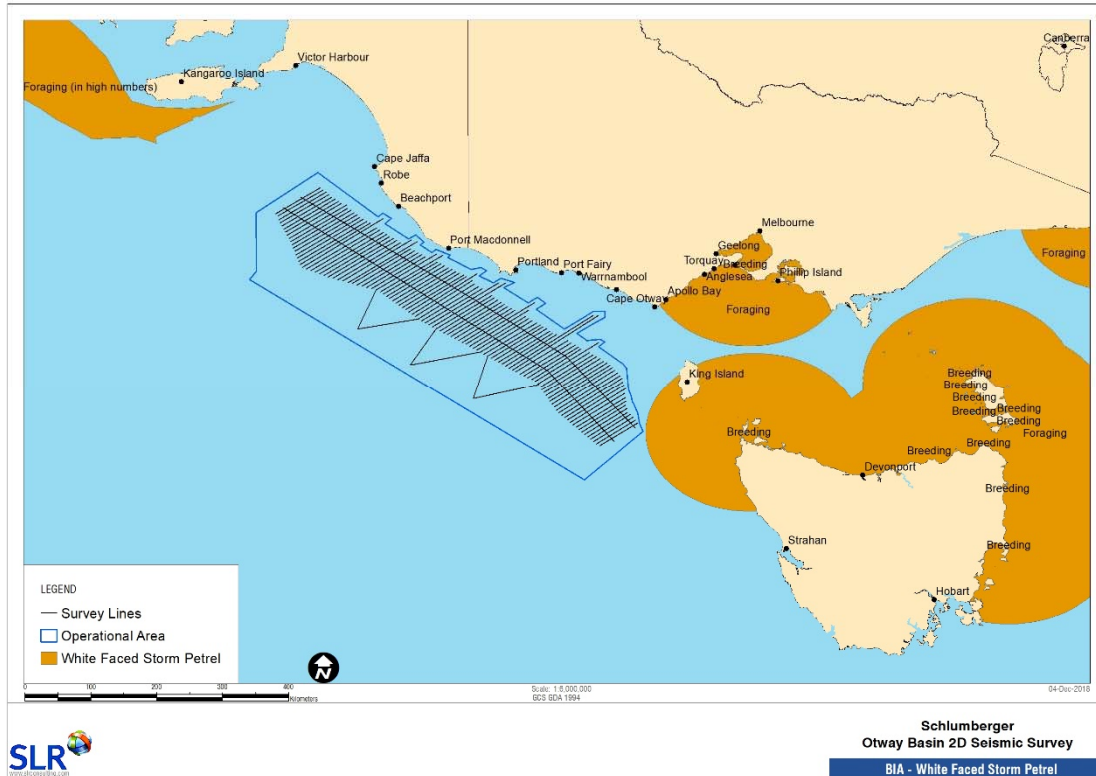 Canberra
Victor Harbour
Kangaroo Island
Foraging (in high numbers)
Cape Jaffa
Robe
Beachport
Melbourne
Port Macdonnell
Geelong
Foraging
Portland
Port Fairy
Torquay
Breeding
Warrnambool
Anglesea
Phillip Island
Apollo Bay
Cape Otway
Foraging
King Island
Breeding
Breeding
Breeding
Breeding
Breeding
Breeding
Breeding
Foraging
Breeding
Breeding
Devonport
Breeding
Strahan
Breeding
Hobart
LEGEND
Survey Lines
Operational Area
White Faced Storm Petrel
N
0 100 200 300 400
Kilometers
Scale: 1:6,000,000
GCS GDA 1994
04-Dec-2018
SLR
www.slrconsulting.com
Schlumberger
Otway Basin 2D Seismic Survey
BIA - White Faced Storm Petrel